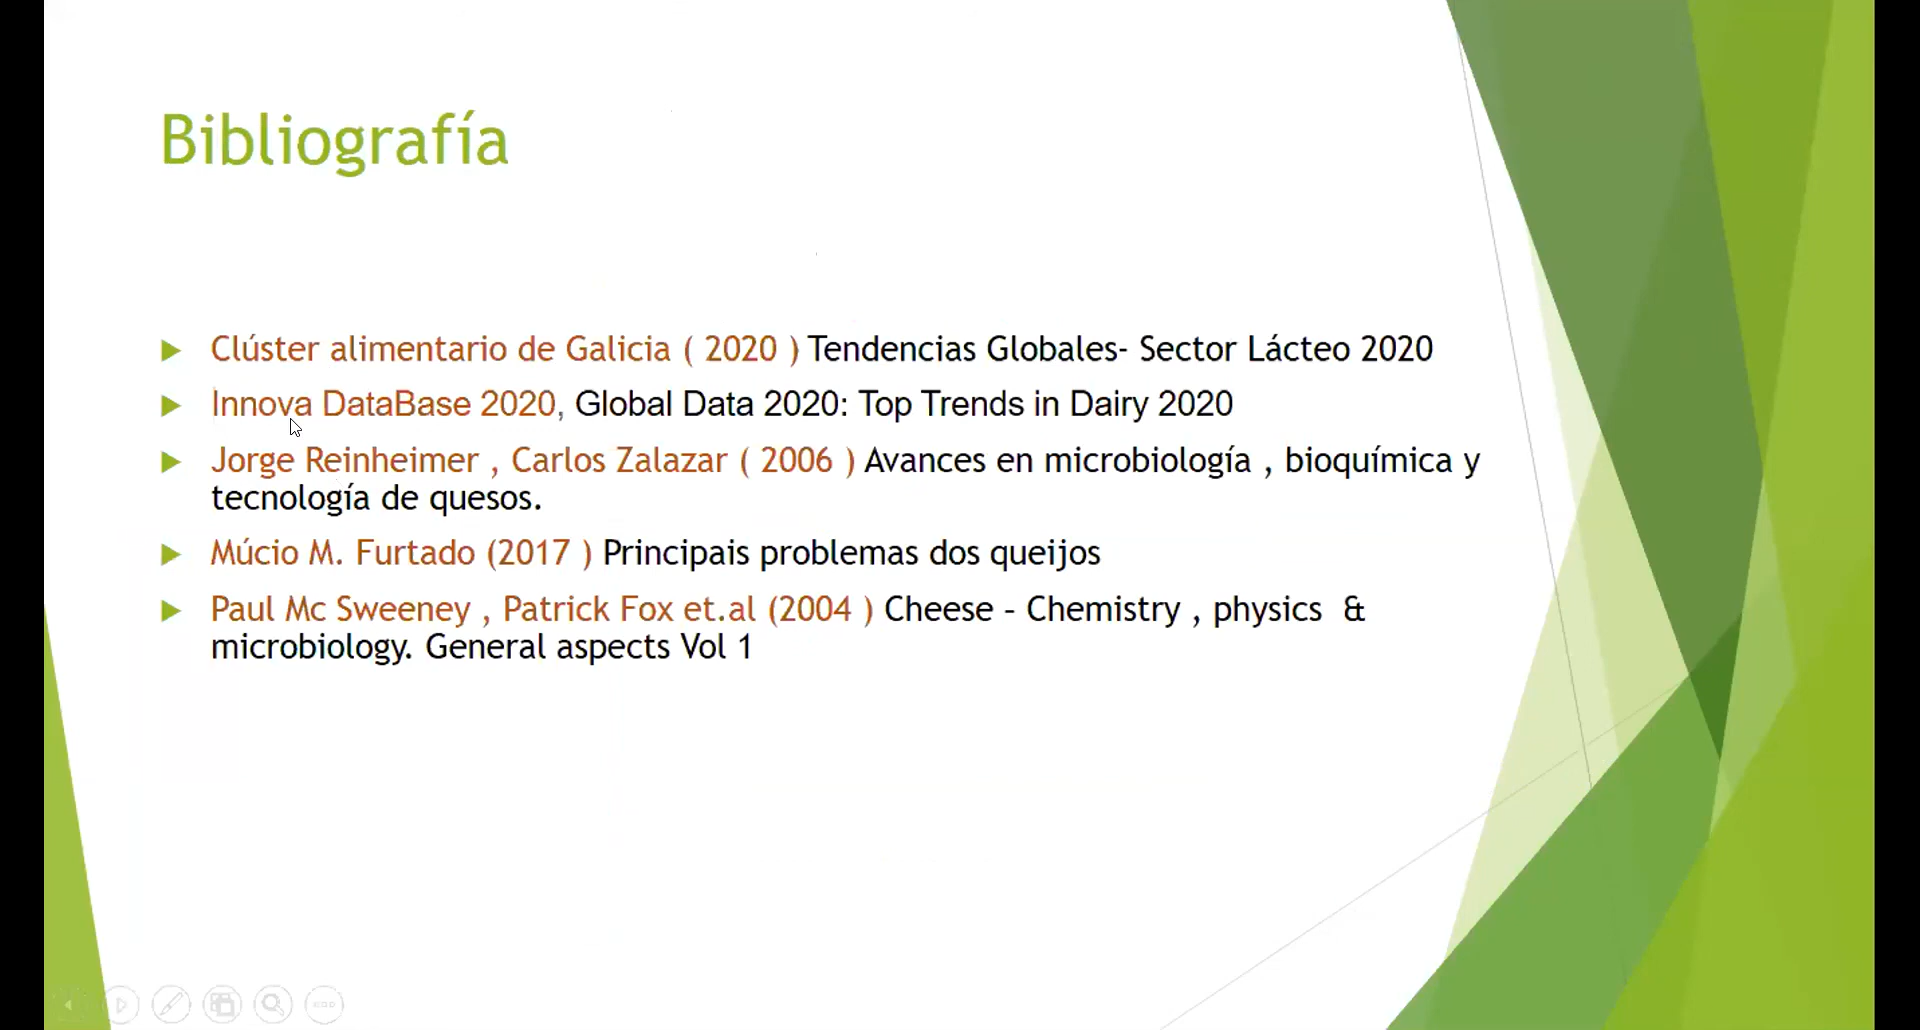 Bibliografía
Clúster alimentario de Galicia ( 2020 ) Tendencias Globales- Sector Lácteo 2020
Innova DataBase 2020, Global Data 2020: Top Trends in Dairy 2020
Jorge Reinheimer , Carlos Zalazar ( 2006 ) Avances en microbiología , bioquímica y
tecnología de quesos.
Múcio M. Furtado (2017 ) Principais problemas dos queijos
Paul Mc Sweeney , Patrick Fox et.al (2004 ) Cheese – Chemistry , physics &
microbiology. General aspects Vol 1